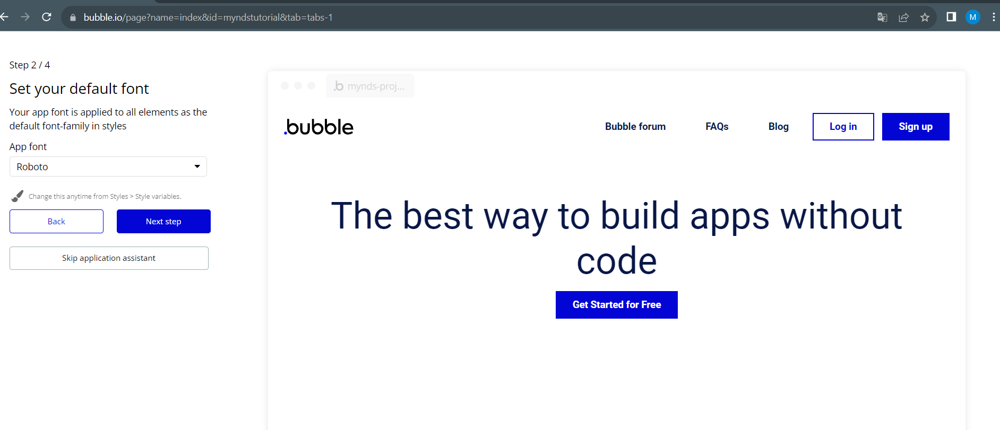 bubble.io/page?name=index&id=myndstutorial&tab=tabs-1
M
Step 2 / 4
Set your default font
Your app font is applied to all elements as the
default font-family in styles
App font
Roboto
Change this anytime from Styles > Style variables.
Back
Next step
Skip application assistant
.b mynds-proj...
.bubble
Bubble forum
FAQs
Blog
Log in
Sign up
The best way to build apps without
code
Get Started for Free